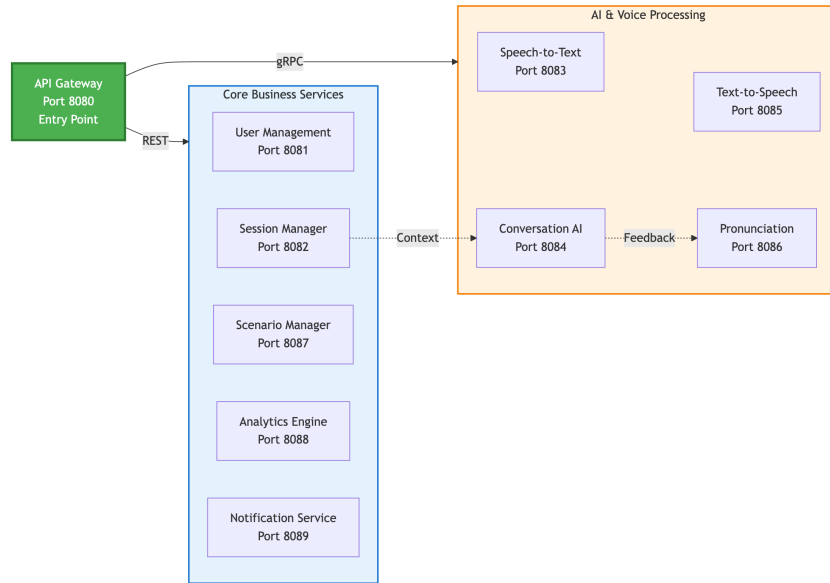 AI & Voice Processing
Speech-to-Text
Port 8083
gRPC
API Gateway
Port 8080
Entry Point
Text-to-Speech
Port 8085
Core Business Services
REST
User Management
Port 8081
Session Manager
Port 8082
Context
Conversation AI
Port 8084
Feedback
Pronunciation
Port 8086
Scenario Manager
Port 8087
Analytics Engine
Port 8088
Notification Service
Port 8089